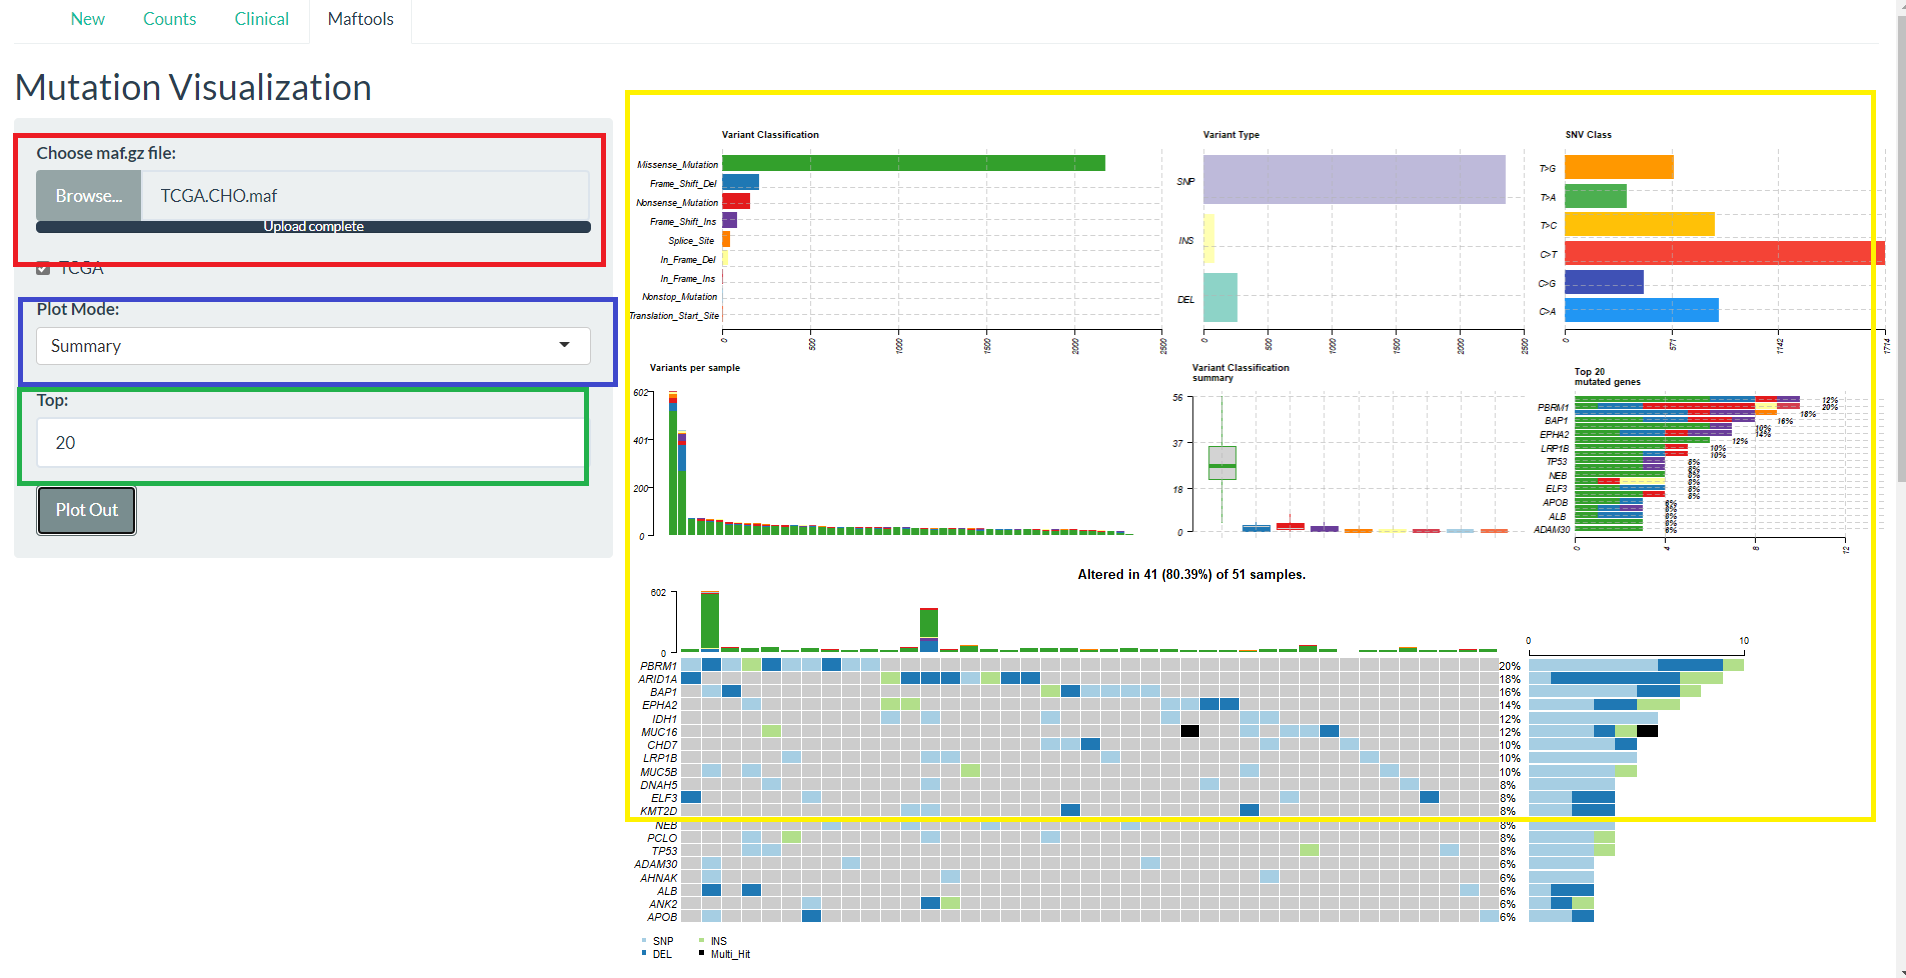 New Counts Clinical Maftools
Mutation Visualization
Choose maf.gz file:
Browse... TCGA.CHO.maf
Upload complete
TCGA
Plot Mode:
Summary
Top:
20
Plot Out
Variant Classification
Missense_Mutation
Frame_Shift_Del
Nonsense_Mutation
Frame_Shift_Ins
Splice_Site
In_Frame_Del
In_Frame_Ins
Nonstop_Mutation
Translation_Start_Site
0 500 1000 1500 2000 2500
Variant Type
SNP
INS
DEL
0 500 1000 1500 2000 2500
SNV Class
T>G
T>A
T>C
C>T
C>G
C>A
0 571 1142 1714
Variants per sample
602
401
200
0
Variant Classification
summary
56
37
18
0
Top 20
mutated genes
12%
PBRM1 20%
18%
BAP1 16%
10%
EPHA2 14%
12%
LRP1B 10%
10%
TP53 8%
8%
NEB 8%
8%
ELF3 8%
8%
APOB 6%
6%
ALB 6%
6%
ADAM30 6%
0 4 8 12
Altered in 41 (80.39%) of 51 samples.
602
0
0 10
PBRM1 20%
ARID1A 18%
BAP1 16%
EPHA2 14%
IDH1 12%
MUC16 12%
CHD7 10%
LRP1B 10%
MUC5B 10%
DNAH5 8%
ELF3 8%
KMT2D 8%
NEB 8%
PCLO 8%
TP53 8%
ADAM30 6%
AHNAK 6%
ALB 6%
ANK2 6%
APOB 6%
SNP INS
DEL Multi_Hit